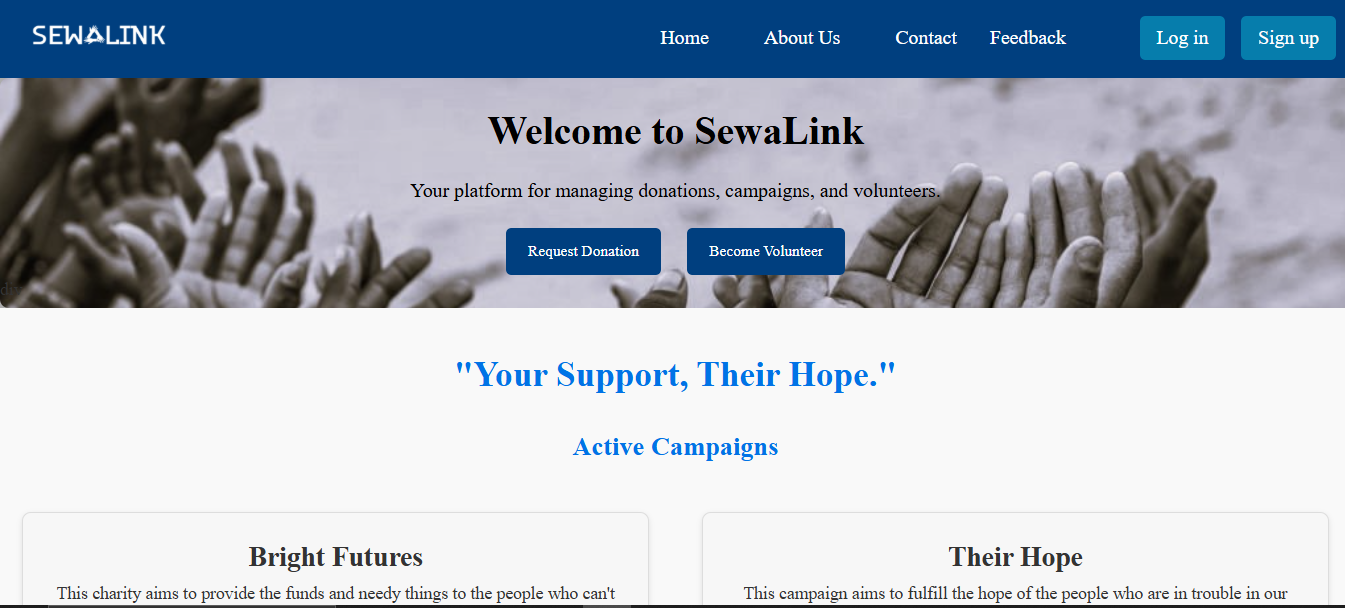 SEWALINK
Home About Us Contact Feedback Log in Sign up
Welcome to SewaLink
Your platform for managing donations, campaigns, and volunteers.
Request Donation Become Volunteer
"Your Support, Their Hope."
Active Campaigns
Bright Futures
This charity aims to provide the funds and needy things to the people who can't
Their Hope
This campaign aims to fulfill the hope of the people who are in trouble in our